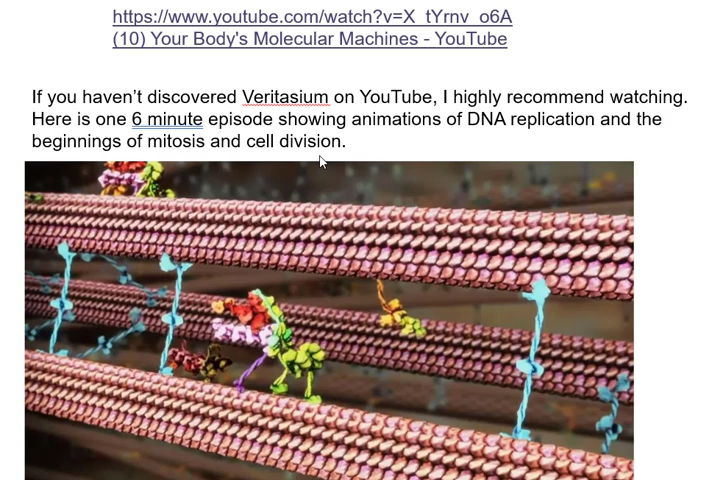 https://www.youtube.com/watch?v=X_tYrnv_o6A
(10) Your Body's Molecular Machines - YouTube
If you haven’t discovered Veritasium on YouTube, I highly recommend watching.
Here is one 6 minute episode showing animations of DNA replication and the
beginnings of mitosis and cell division.